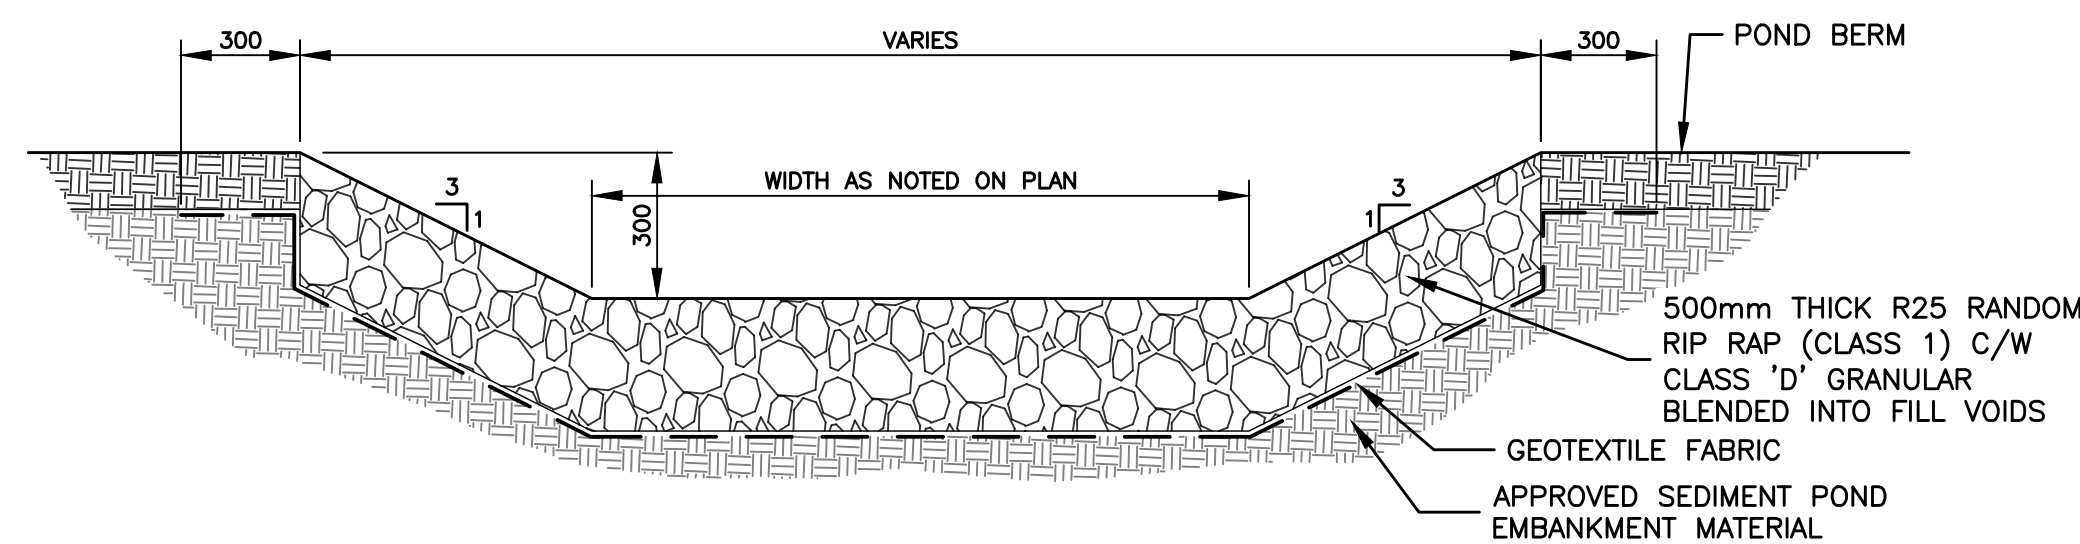 300
VARIES
300
POND BERM
3
1
300
WIDTH AS NOTED ON PLAN
3
1
500mm THICK R25 RANDOM
RIP RAP (CLASS 1) C/W
CLASS 'D' GRANULAR
BLENDED INTO FILL VOIDS
GEOTEXTILE FABRIC
APPROVED SEDIMENT POND
EMBANKMENT MATERIAL